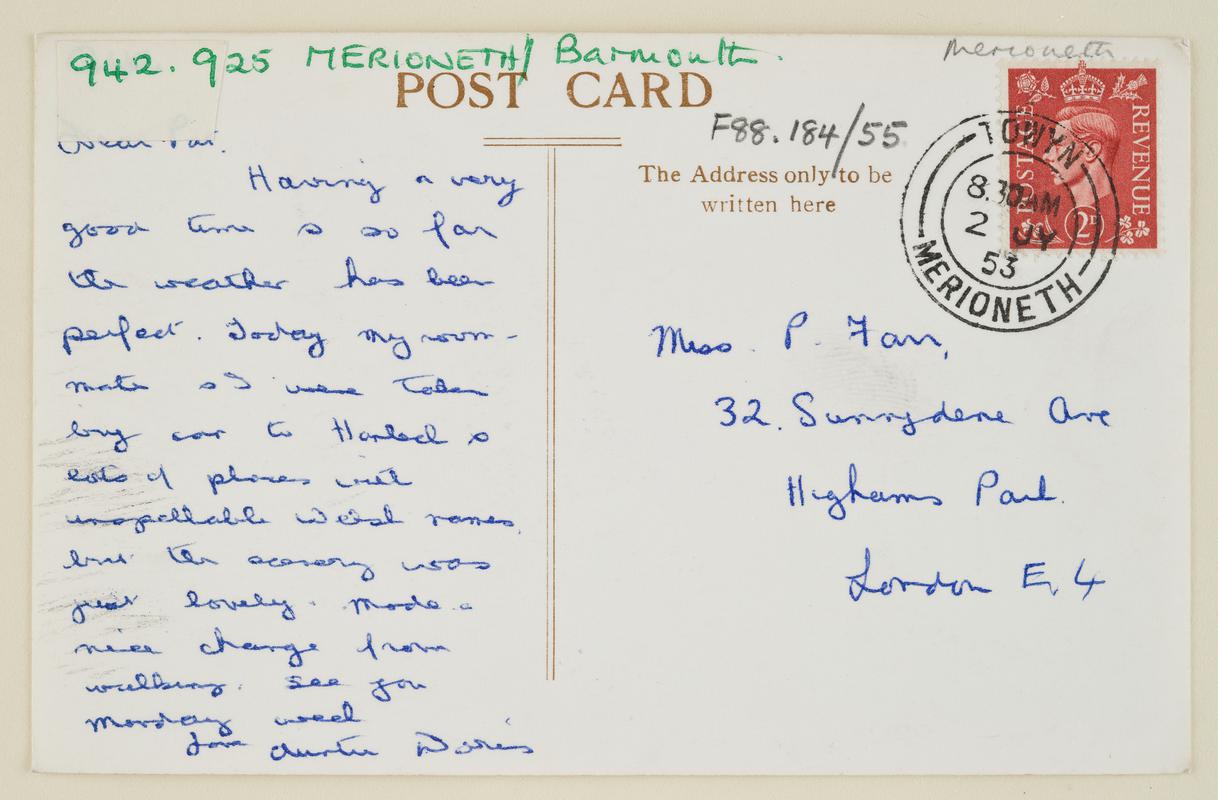 942.925 MERIONETH/ Barmouth.
Merioneth
POST CARD
F88.184/55
The Address only to be
written here
POSTAGE REVENUE
2D
TOWYN
8.30AM
2 JY
53
MERIONETH
Dear Pat.
Having a very
good time & so far
the weather has been
perfect. Today my room-
mate & I were taken
by car to Harlech &
lots of places with
unspellable Welsh names,
but the scenery was
just lovely. Made a
nice change from
walking. See you
Monday week
Love Auntie Doris
Miss. P. Farr,
32. Sunnydene Ave
Highams Park.
London E, 4